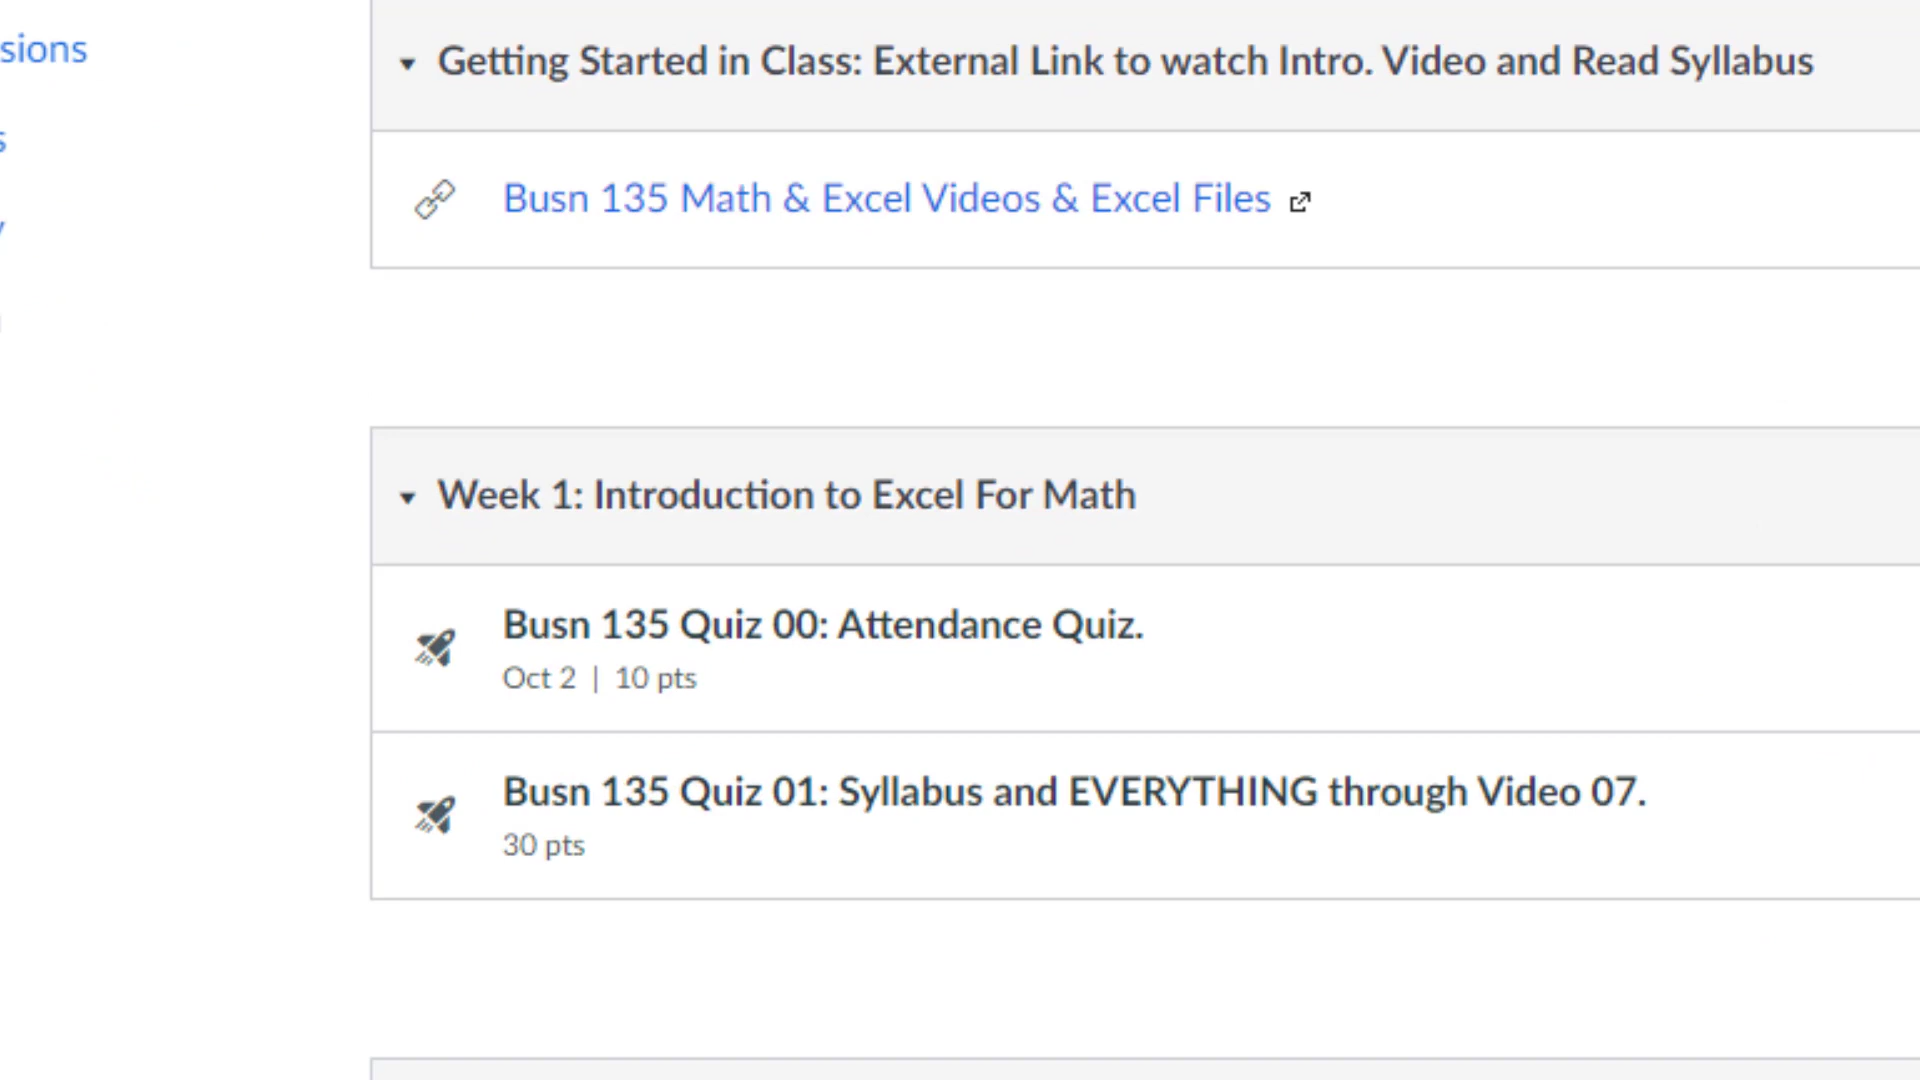 sions
s
Getting Started in Class: External Link to watch Intro. Video and Read Syllabus
Busn 135 Math & Excel Videos & Excel Files
Week 1: Introduction to Excel For Math
Busn 135 Quiz 00: Attendance Quiz.
Oct 2 | 10 pts
Busn 135 Quiz 01: Syllabus and EVERYTHING through Video 07.
30 pts